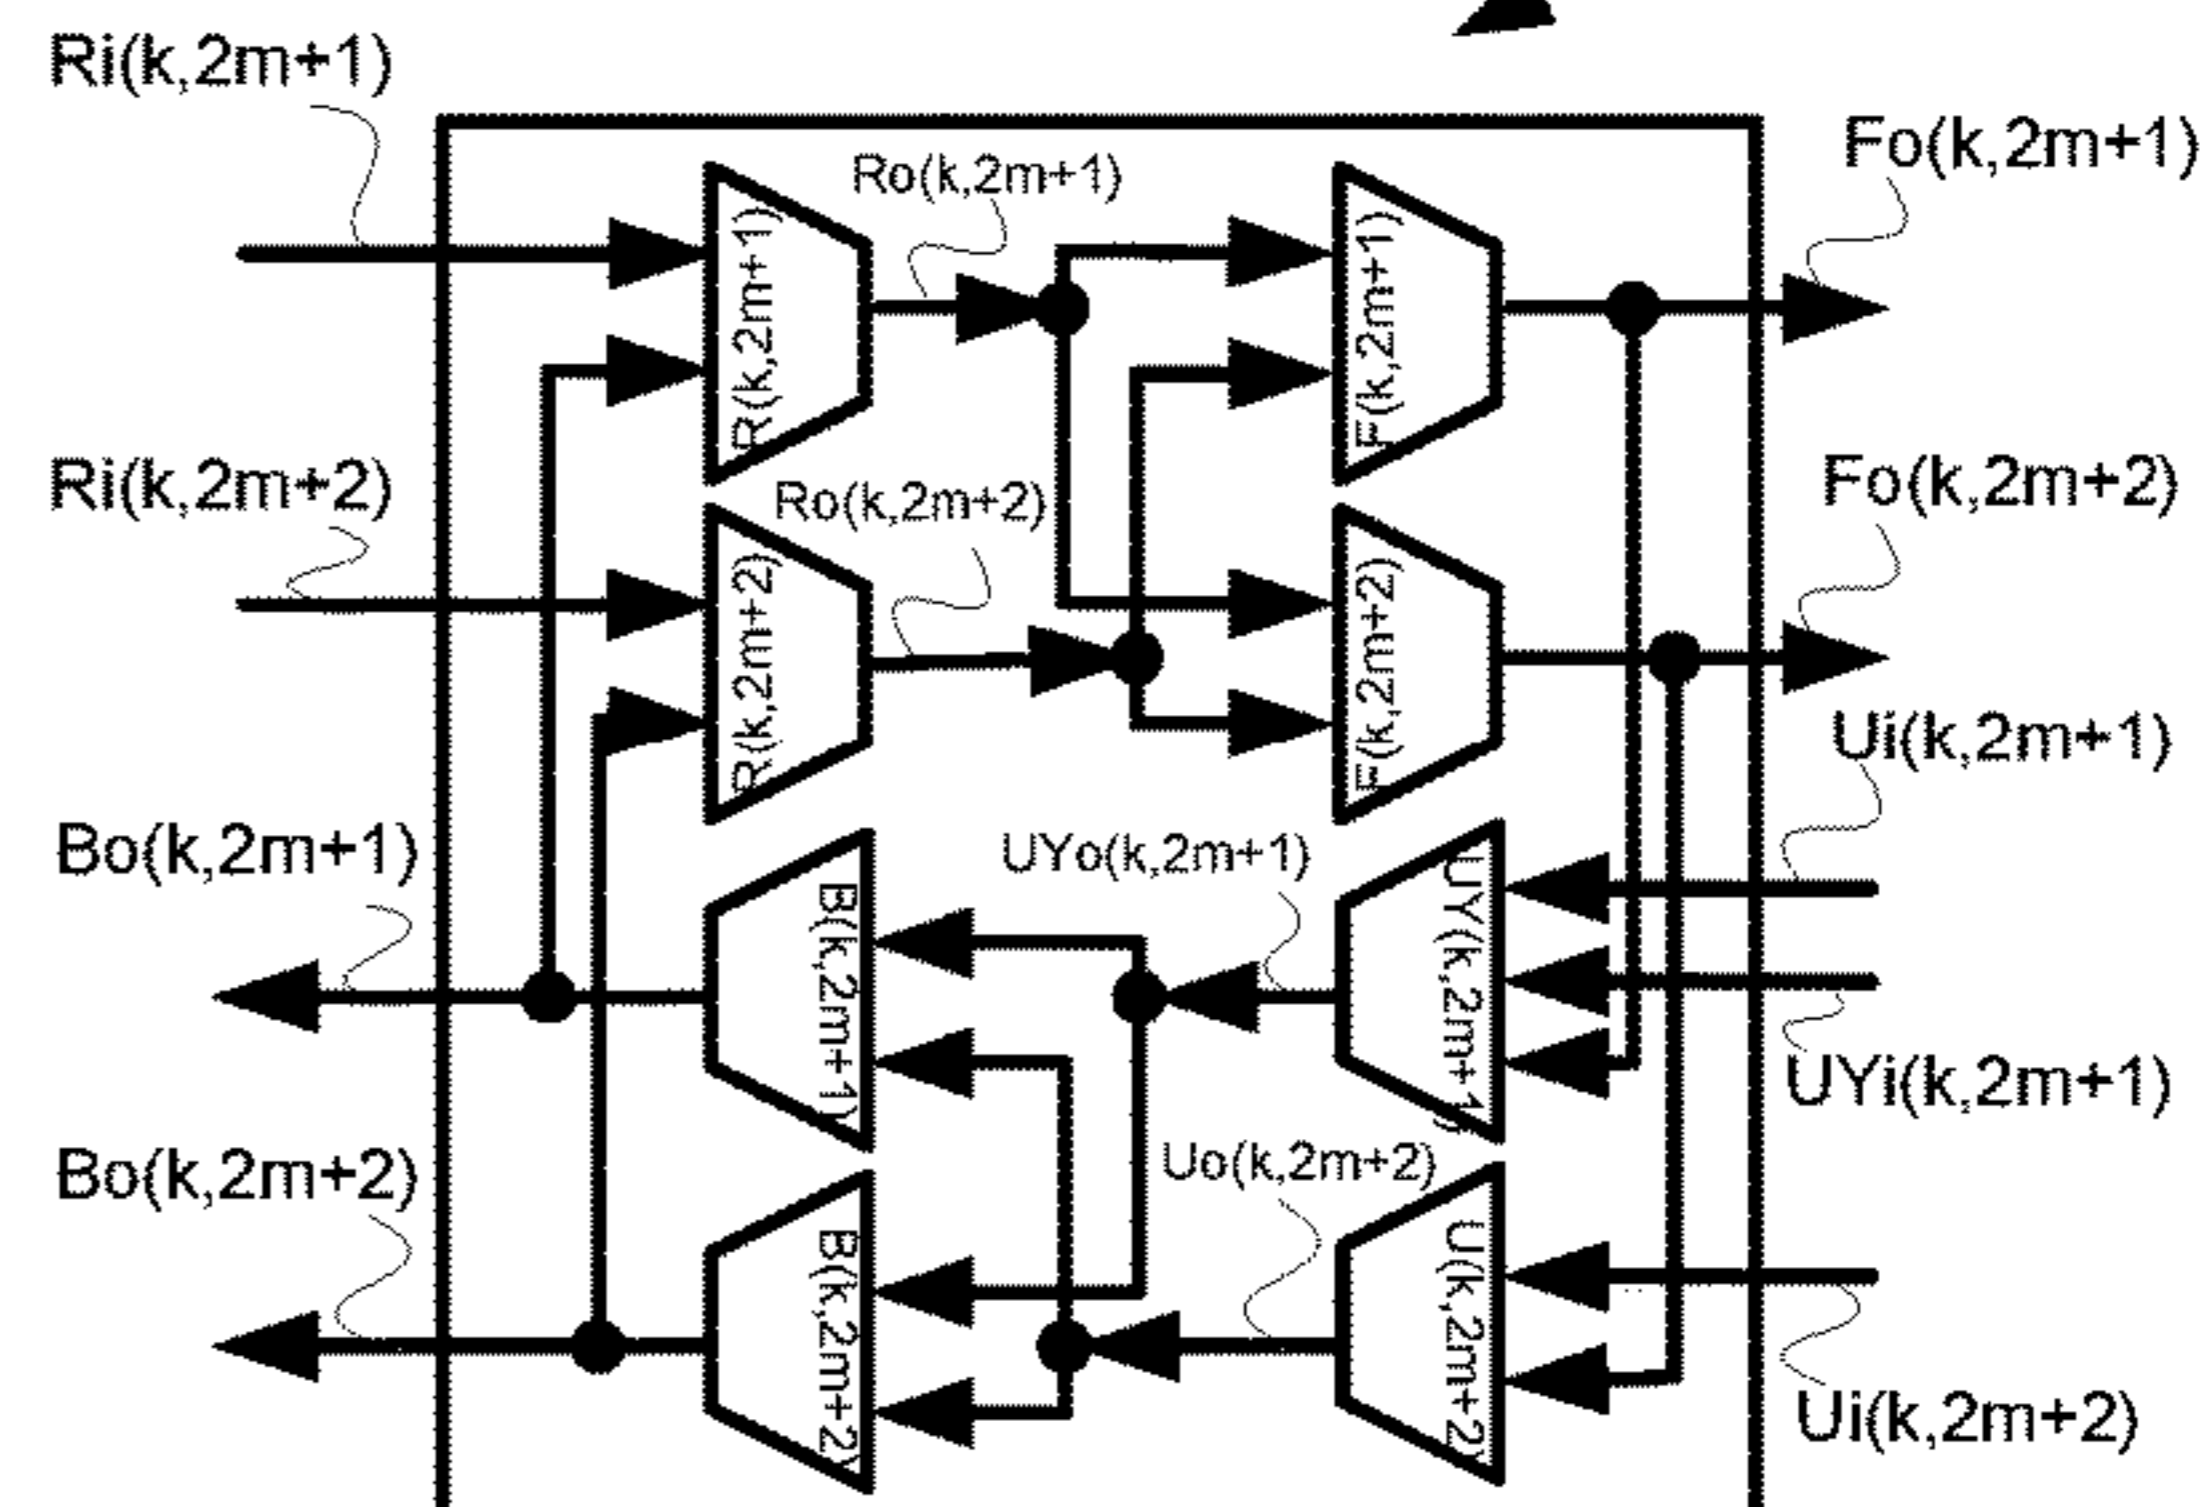 Ri(k,2m+1)
Fo(k,2m+1)
Ro(k,2m+1)
R(k,2m+1)
F(k,2m+1)
Ri(k,2m+2)
Ro(k,2m+2)
Fo(k,2m+2)
R(k,2m+2)
F(k,2m+2)
Ui(k,2m+1)
Bo(k,2m+1)
UYo(k,2m+1)
B(k,2m+1)
UY(k,2m+1)
UYi(k,2m+1)
Bo(k,2m+2)
Uo(k,2m+2)
B(k,2m+2)
U(k,2m+2)
Ui(k,2m+2)